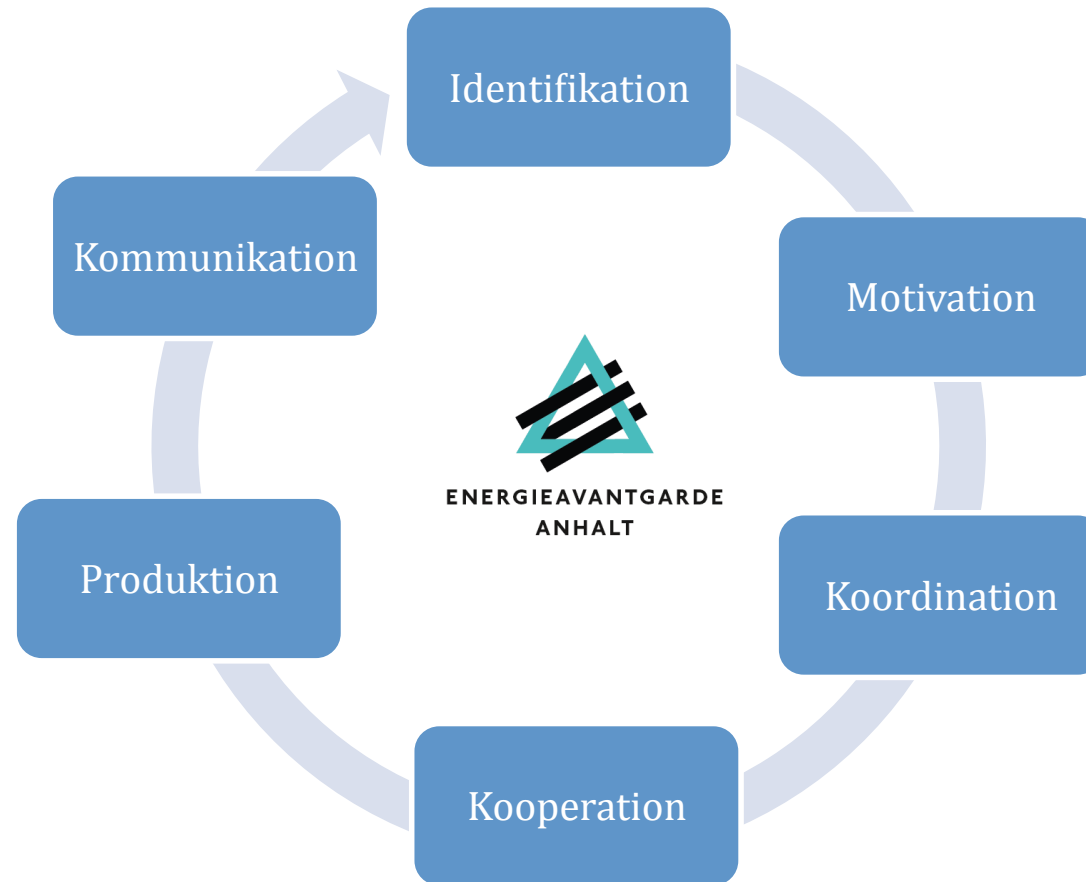 Identifikation
Motivation
Koordination
Kooperation
Produktion
Kommunikation
ENERGIEAVANTGARDE
ANHALT